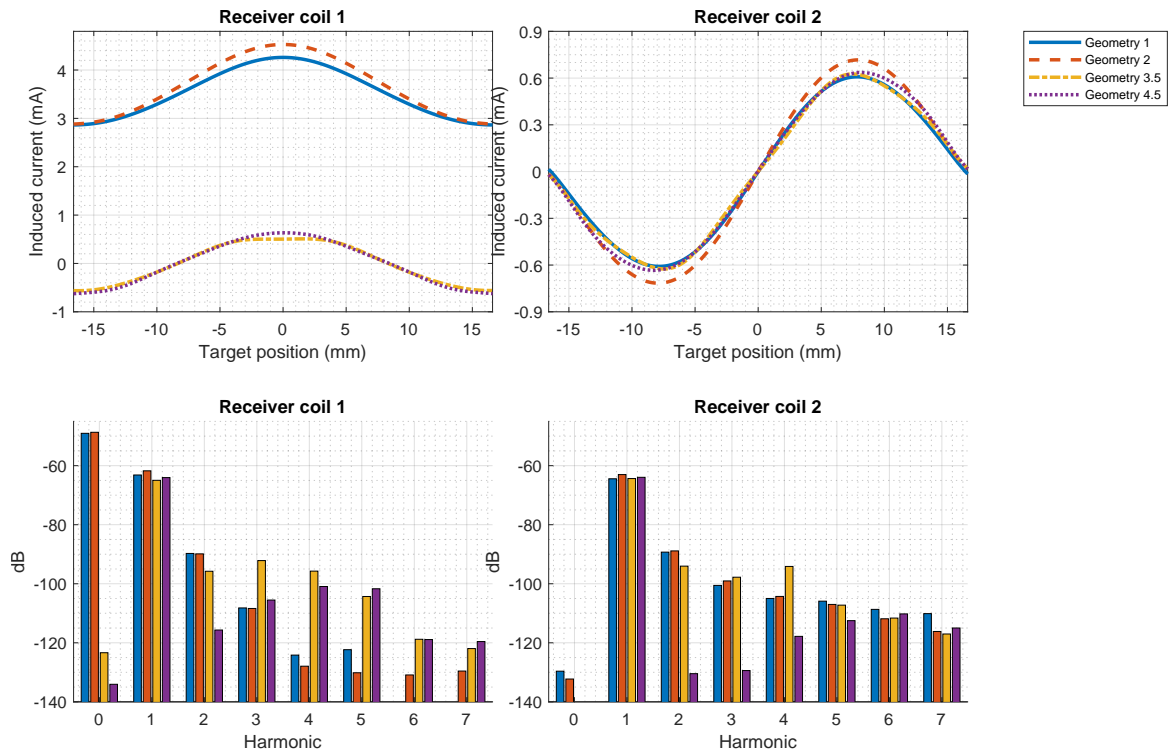 Receiver coil 1
Induced current (mA)
4
3
2
1
0
-1
-15 -10 -5 0 5 10 15
Target position (mm)
Receiver coil 2
Induced current (mA)
0.9
0.6
0.3
0
-0.3
-0.6
-0.9
-15 -10 -5 0 5 10 15
Target position (mm)
Geometry 1
Geometry 2
Geometry 3.5
Geometry 4.5
Receiver coil 1
dB
-60
-80
-100
-120
-140
0 1 2 3 4 5 6 7
Harmonic
Receiver coil 2
dB
-60
-80
-100
-120
-140
0 1 2 3 4 5 6 7
Harmonic